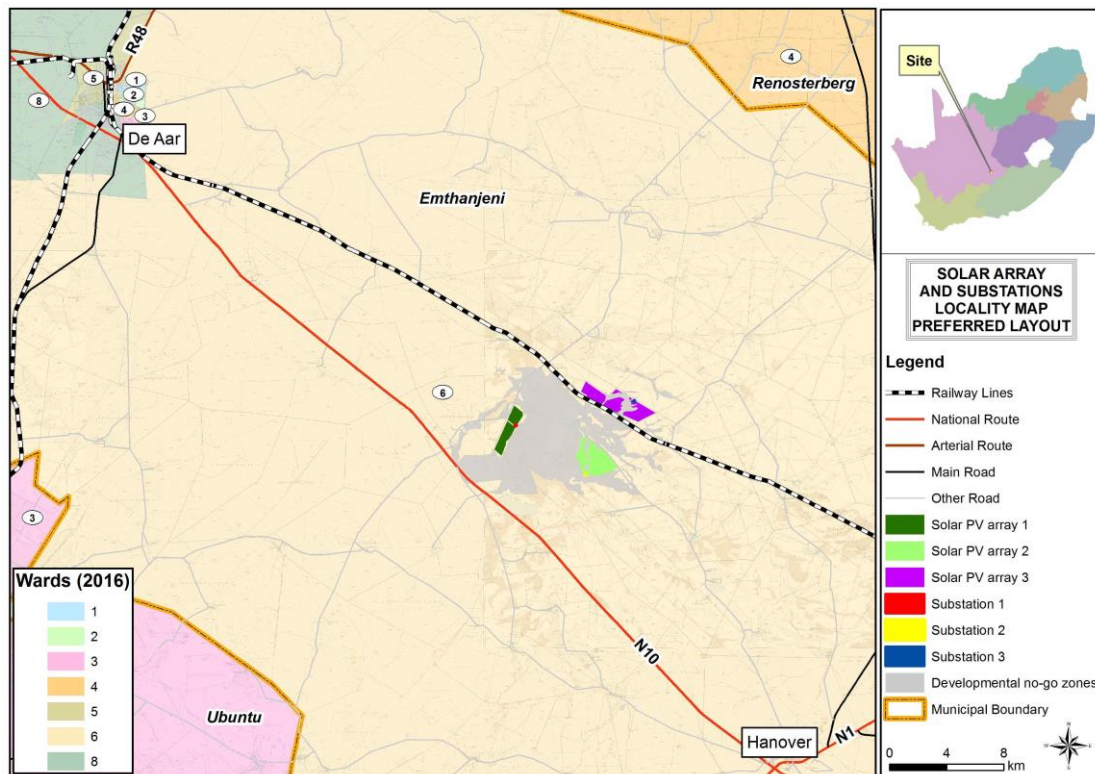 R48
5
1
2
8
4
3
De Aar
4
Renosterberg
Emthanjeni
6
3
Ubuntu
N10
Hanover
N1
Wards (2016)
1
2
3
4
5
6
8
Site
SOLAR ARRAY
AND SUBSTATIONS
LOCALITY MAP
PREFERRED LAYOUT
Legend
Railway Lines
National Route
Arterial Route
Main Road
Other Road
Solar PV array 1
Solar PV array 2
Solar PV array 3
Substation 1
Substation 2
Substation 3
Developmental no-go zones
Municipal Boundary
N
W E
S
0 4 8
km